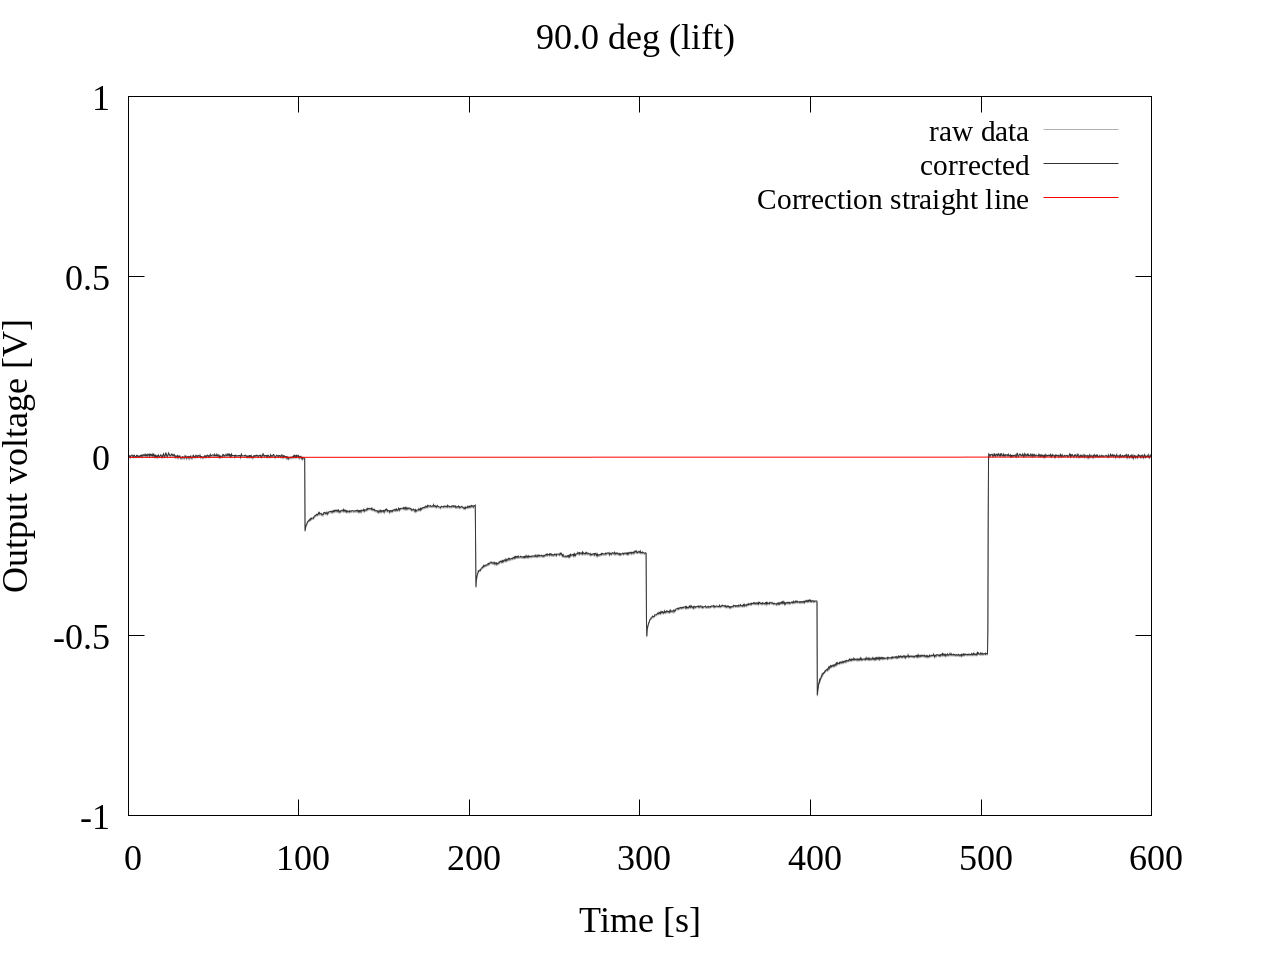 90.0 deg (lift)
1
0.5
0
-0.5
-1
Output voltage [V]
raw data
corrected
Correction straight line
0 100 200 300 400 500 600
Time [s]